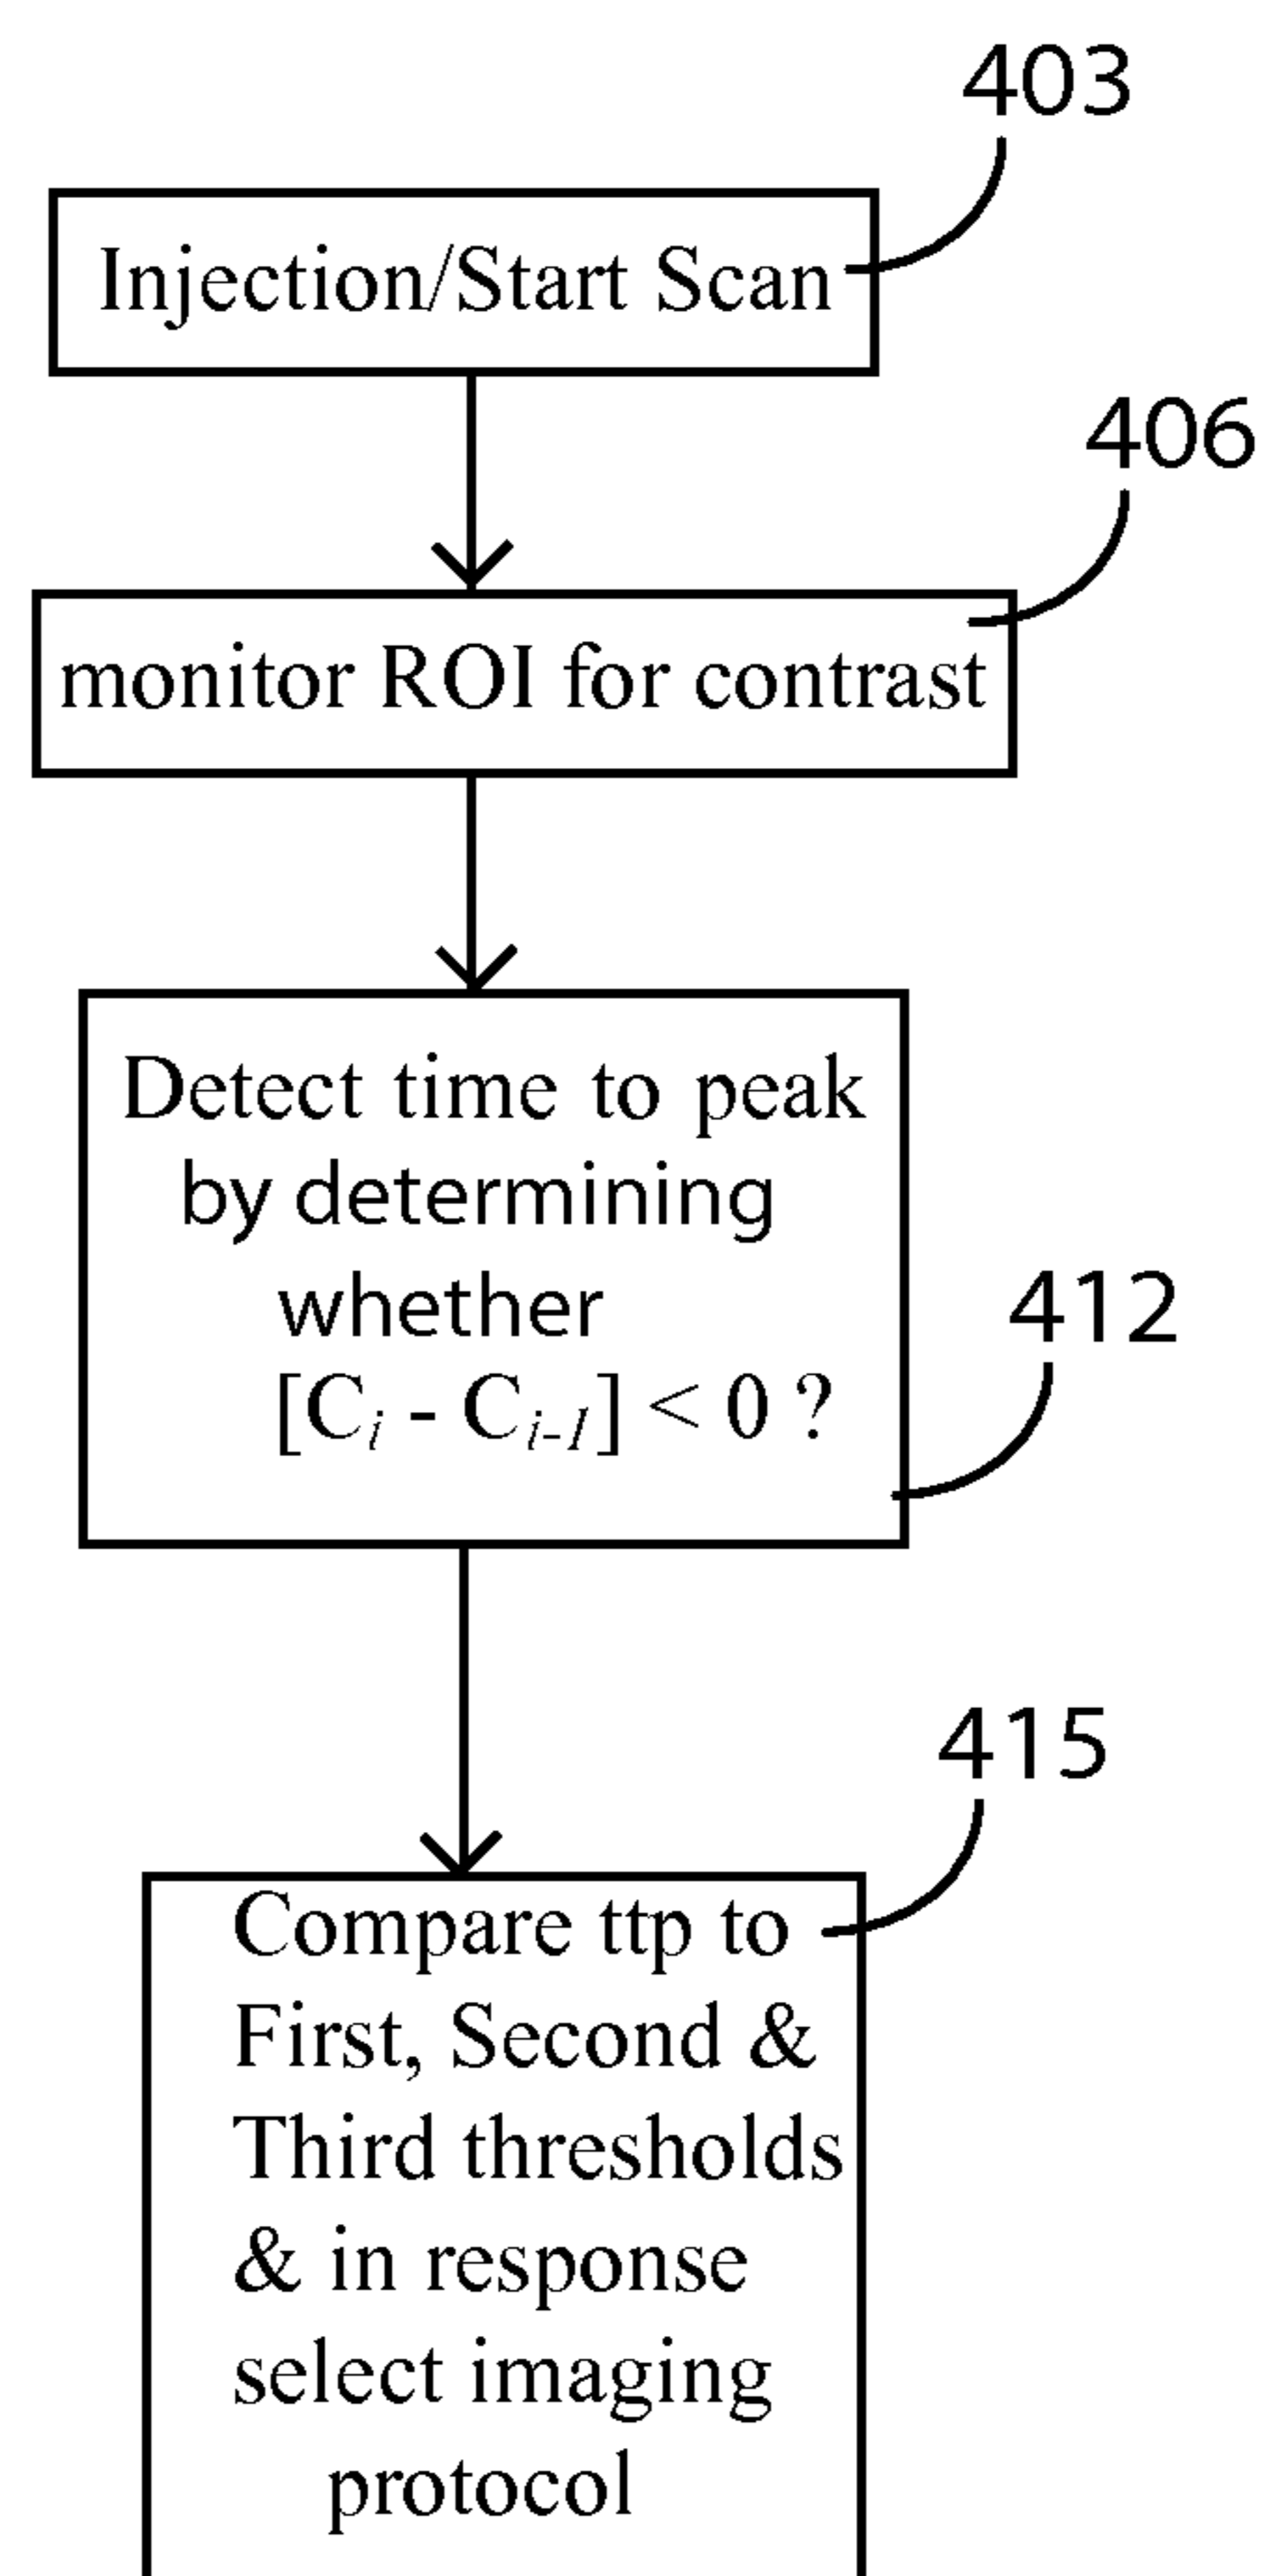 403
Injection/Start Scan
406
monitor ROI for contrast
Detect time to peak
by determining
whether
[Cᵢ - Cᵢ₋₁] < 0 ?
412
415
Compare ttp to
First, Second &
Third thresholds
& in response
select imaging
protocol